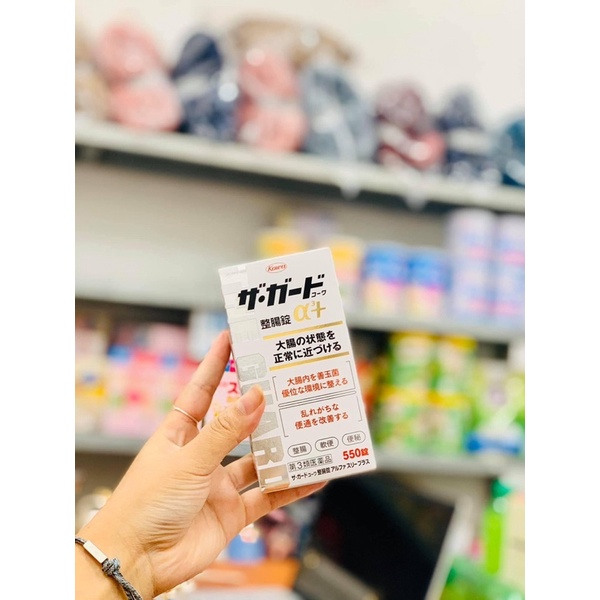 Kowa
ザ・ガードコーワ
整腸錠 α³+
大腸の状態を
正常に近づける
大腸内を善玉菌
優位な環境に整える
乱れがちな
便通を改善する
整腸 軟便 便秘
第3類医薬品 550錠
ザ・ガードコーワ整腸錠 アルファスリープラス
GUARD